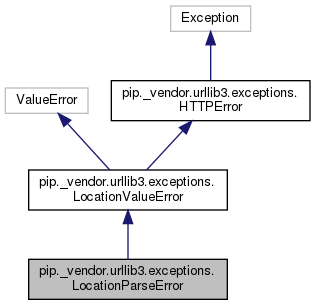 Exception
pip._vendor.urllib3.exceptions.
HTTPError
ValueError
pip._vendor.urllib3.exceptions.
LocationValueError
pip._vendor.urllib3.exceptions.
LocationParseError